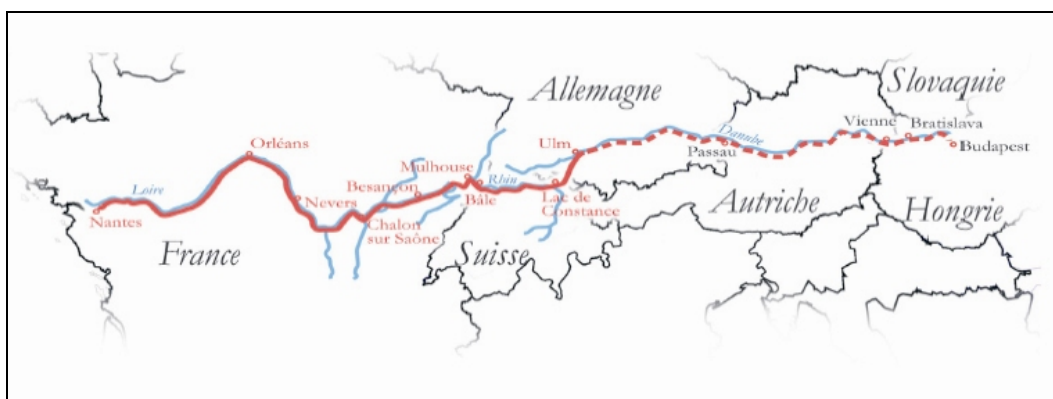 Allemagne
Slovaquie
Vienne
Bratislava
Danube
Orléans
Ulm
Passau
Budapest
Mulhouse
Rhin
Loire
Besançon
Nevers
Bâle
Lac de
Constance
Nantes
Chalon
sur Saône
Autriche
Hongrie
France
Suisse